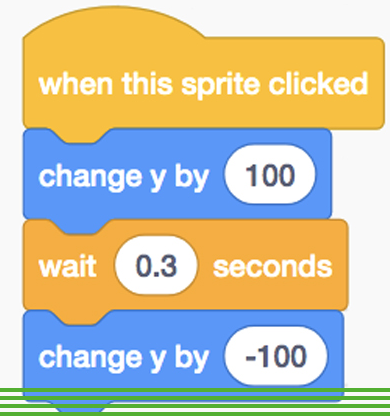 when this sprite clicked
change y by 100
wait 0.3 seconds
change y by -100